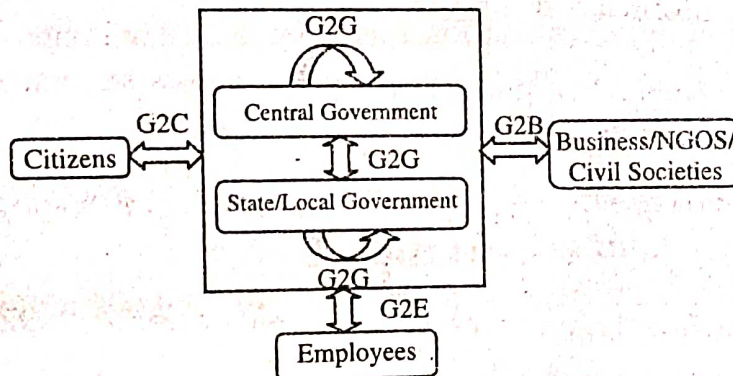 G2G
Central Government
G2C
G2B
Citizens
G2G
Business/NGOS/
Civil Societies
State/Local Government
G2G
G2E
Employees